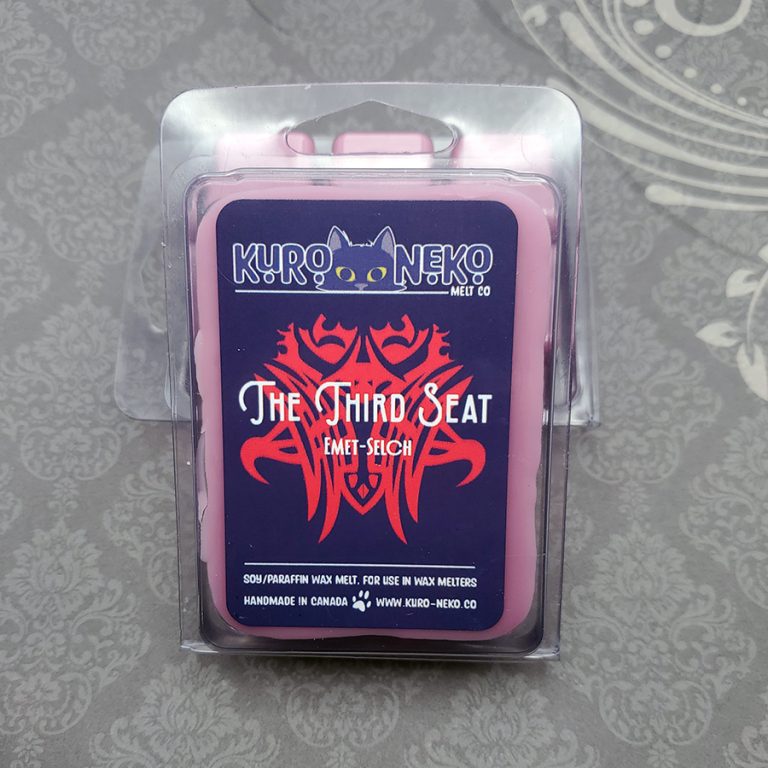 KURO NEKO
MELT CO
The Third Seat
Emet-Selch
SOY/PARAFFIN WAX MELT. FOR USE IN WAX MELTERS
HANDMADE IN CANADA WWW.KURO-NEKO.CO